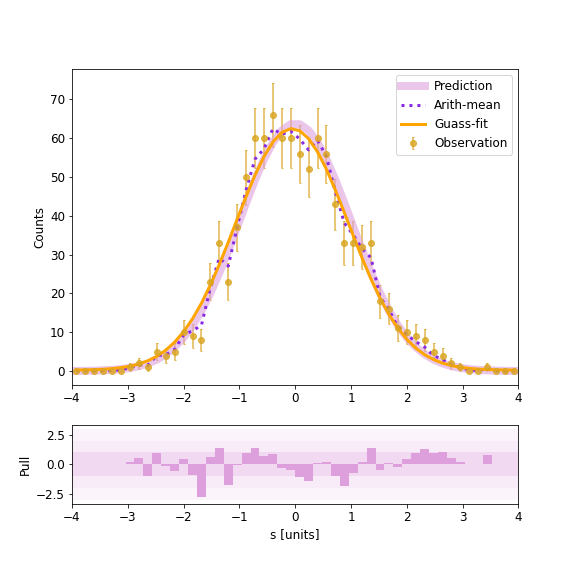 70
60
50
40
30
20
10
0
Counts
Prediction
Arith-mean
Guass-fit
Observation
−4 −3 −2 −1 0 1 2 3 4
2.5
0.0
−2.5
Pull
−4 −3 −2 −1 0 1 2 3 4
s [units]